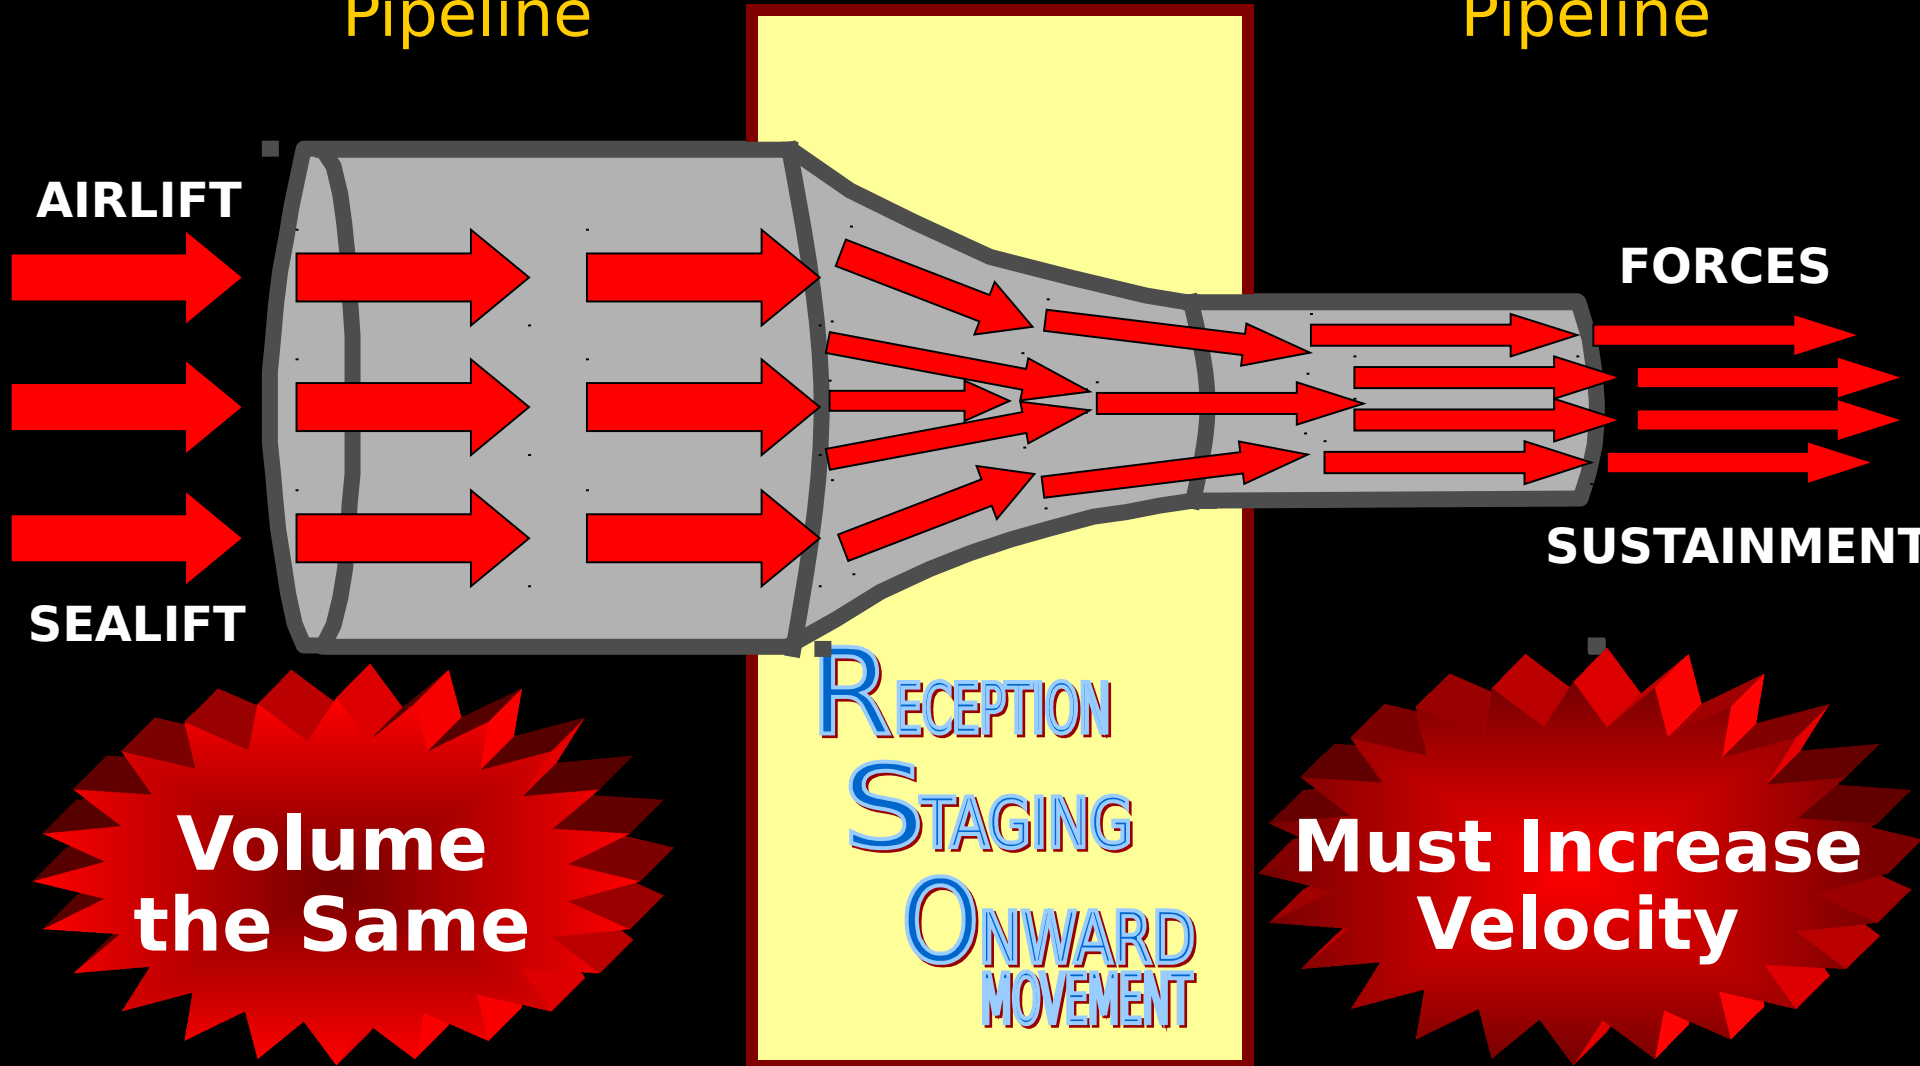 Pipeline
Pipeline
AIRLIFT
FORCES
SUSTAINMENT
SEALIFT
RECEPTION
STAGING
ONWARD
MOVEMENT
Volume
the Same
Must Increase
Velocity